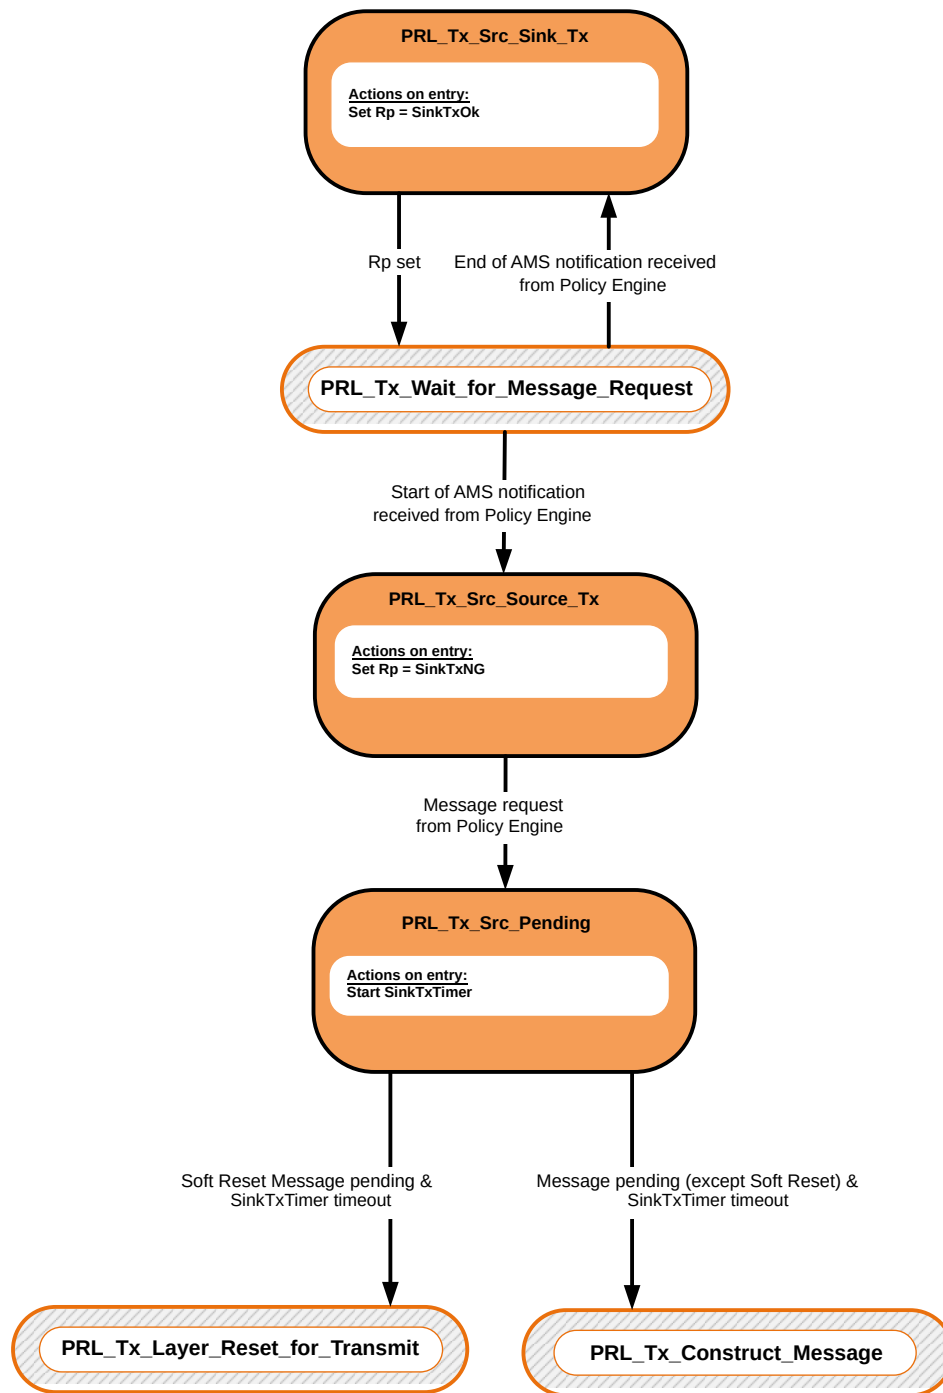 PRL_Tx_Src_Sink_Tx
Actions on entry:
Set Rp = SinkTxOk
Rp set
End of AMS notification received
from Policy Engine
PRL_Tx_Wait_for_Message_Request
Start of AMS notification
received from Policy Engine
PRL_Tx_Src_Source_Tx
Actions on entry:
Set Rp = SinkTxNG
Message request
from Policy Engine
PRL_Tx_Src_Pending
Actions on entry:
Start SinkTxTimer
Soft Reset Message pending &
SinkTxTimer timeout
Message pending (except Soft Reset) &
SinkTxTimer timeout
PRL_Tx_Layer_Reset_for_Transmit
PRL_Tx_Construct_Message